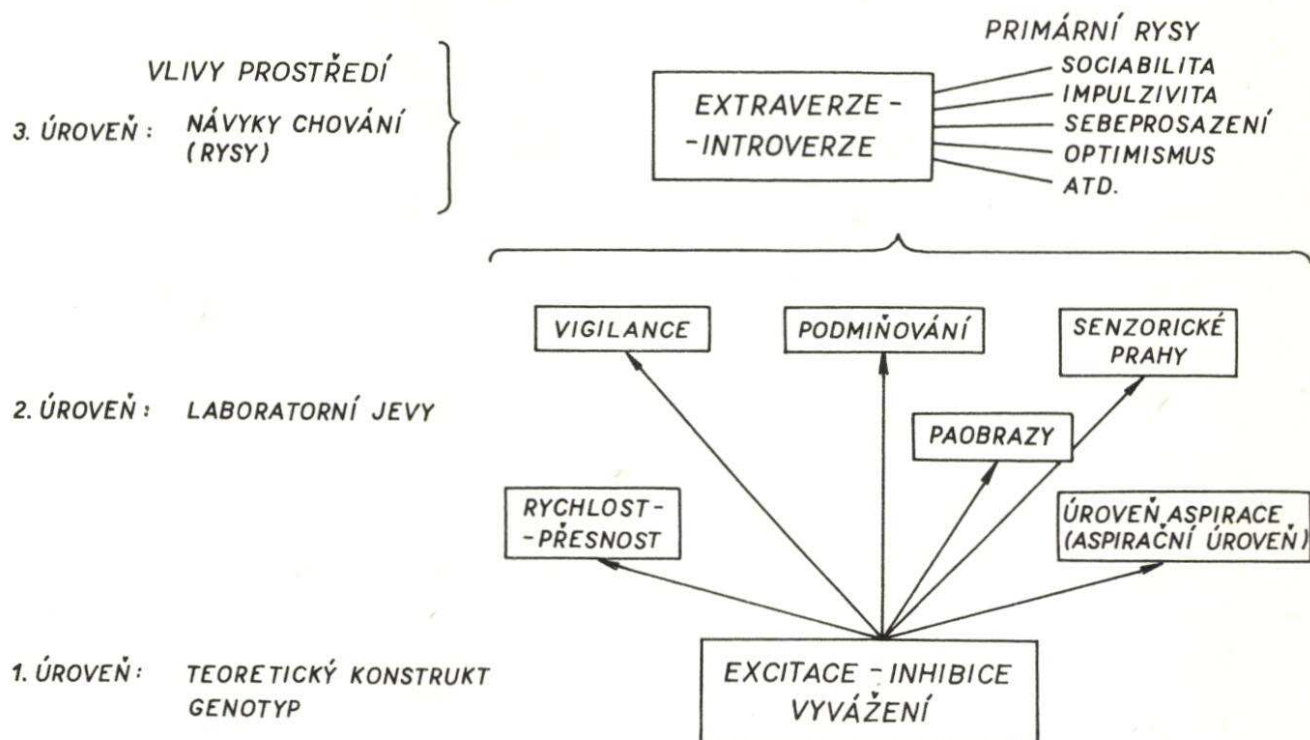 PRIMÁRNÍ RYSY
VLIVY PROSTŘEDÍ
3. ÚROVEŇ: NÁVYKY CHOVÁNÍ
(RYSY)
EXTRAVERZE -
- INTROVERZE
SOCIABILITA
IMPULZIVITA
SEBEPROSAZENÍ
OPTIMISMUS
ATD.
VIGILANCE
PODMIŇOVÁNÍ
SENZORICKÉ
PRAHY
2. ÚROVEŇ: LABORATORNÍ JEVY
PAOBRAZY
RYCHLOST -
- PŘESNOST
ÚROVEŇ ASPIRACE
(ASPIRAČNÍ ÚROVEŇ)
1. ÚROVEŇ: TEORETICKÝ KONSTRUKT
GENOTYP
EXCITACE - INHIBICE
VYVÁŽENÍ